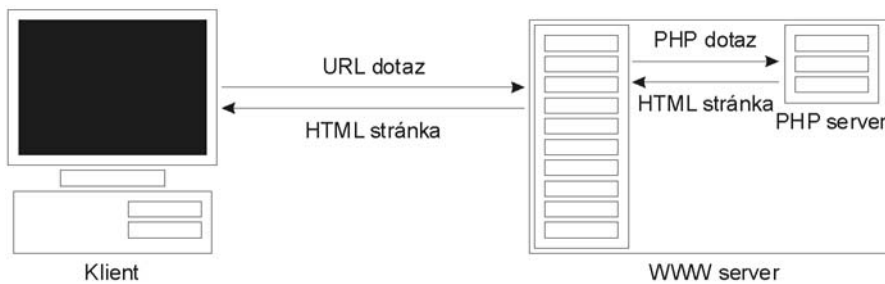 URL dotaz
HTML stránka
PHP dotaz
HTML stránka
PHP server
Klient
WWW server